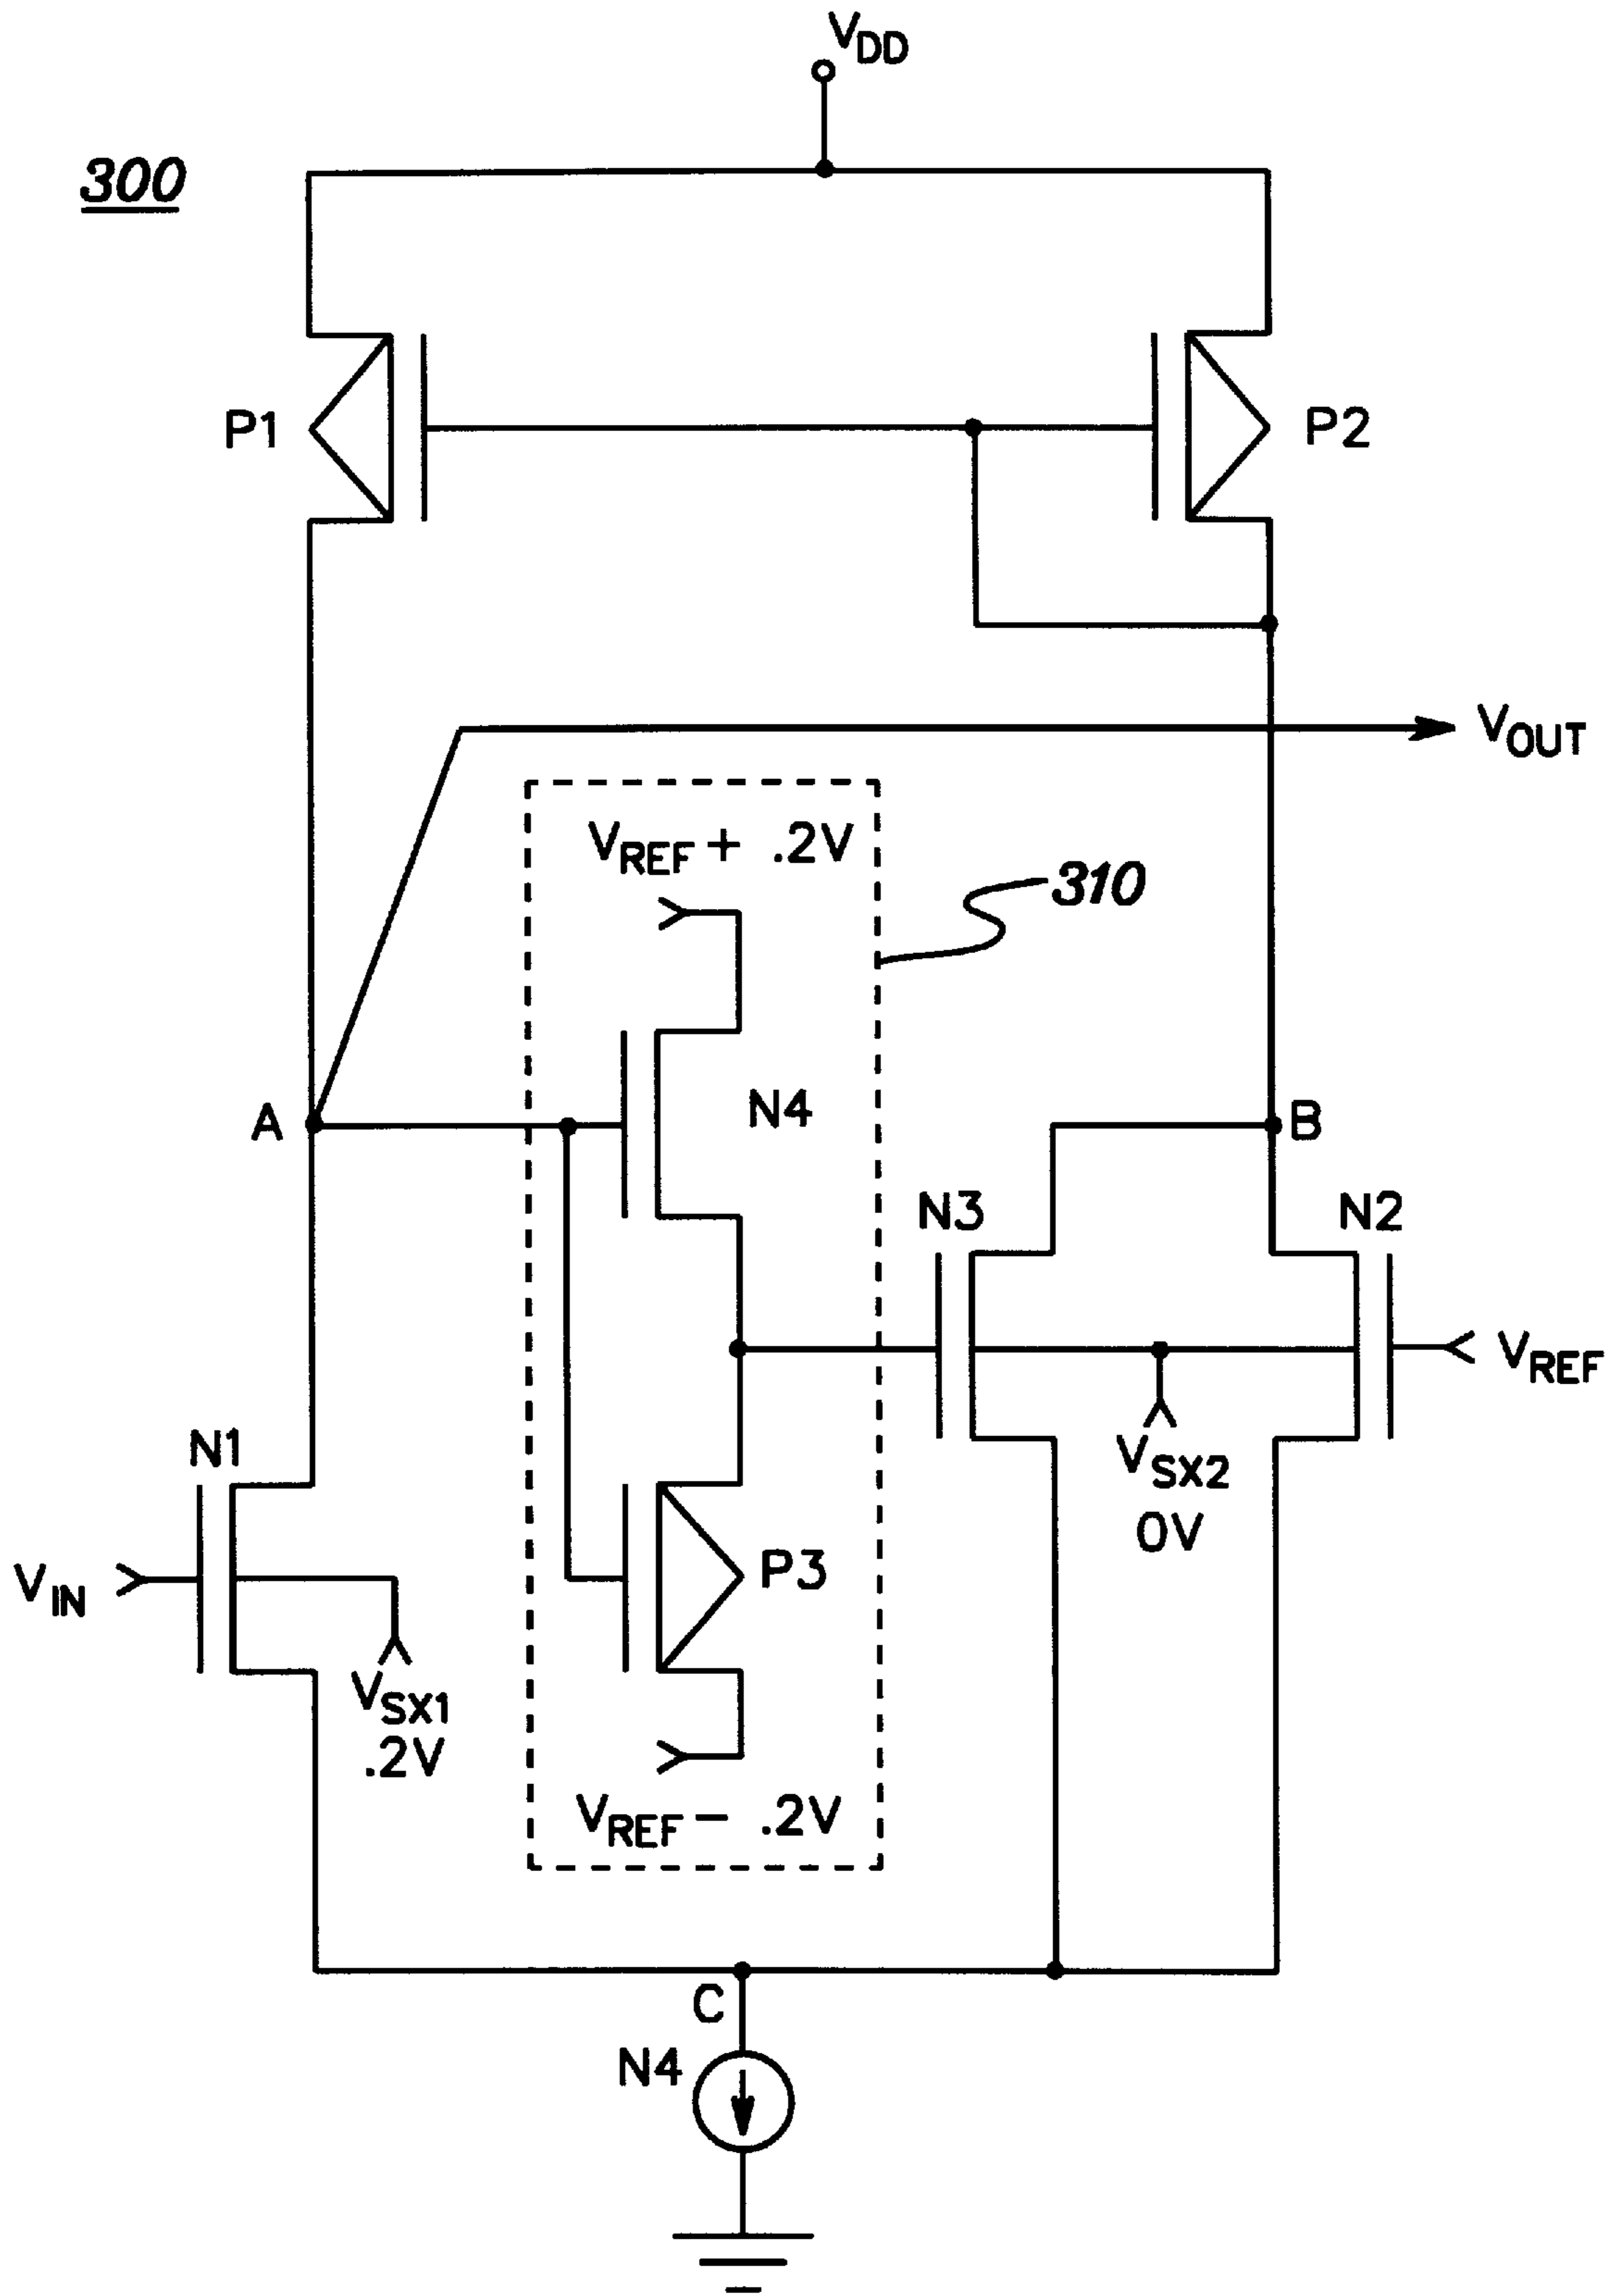 V_DD
300
P1
P2
V_OUT
V_REF + .2V
310
N4
A
B
N3
N2
V_REF
N1
V_SX2
0V
V_IN
P3
V_SX1
.2V
V_REF - .2V
C
N4